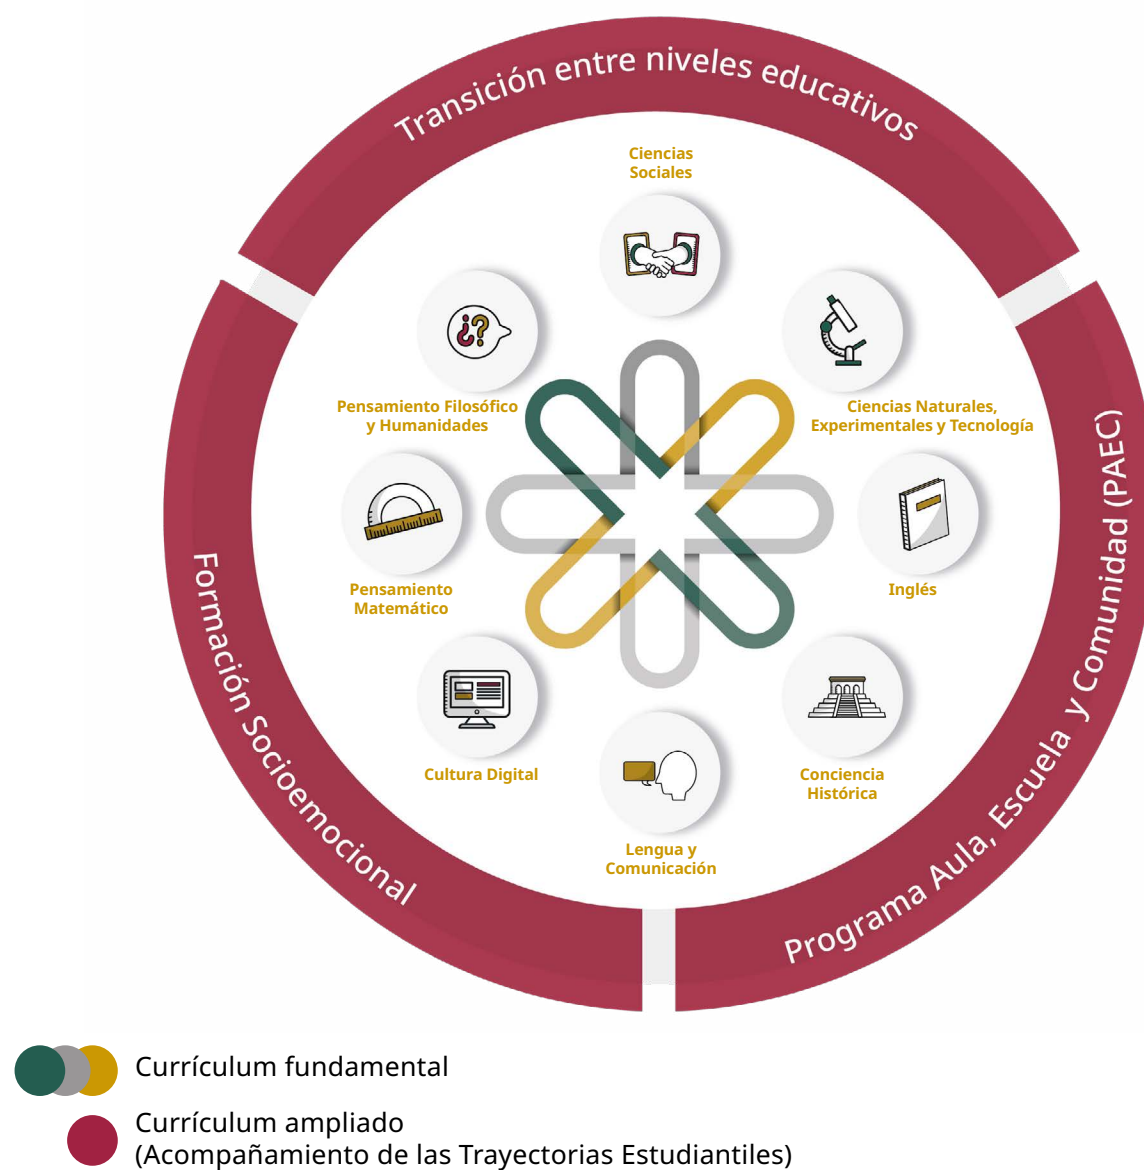 Transición entre niveles educativos
Ciencias
Sociales
¿?
Pensamiento Filosófico
y Humanidades
Ciencias Naturales,
Experimentales y Tecnología
Pensamiento
Matemático
Inglés
Cultura Digital
Conciencia
Histórica
Lengua y
Comunicación
Formación Socioemocional
Programa Aula, Escuela y Comunidad (PAEC)
Currículum fundamental
Currículum ampliado
(Acompañamiento de las Trayectorias Estudiantiles)